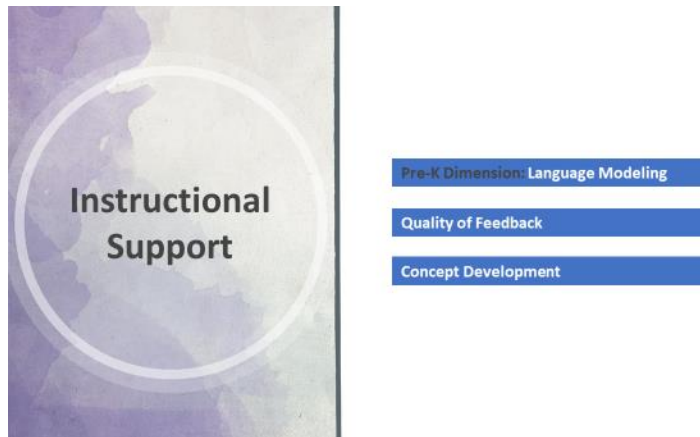 Instructional
Support
Pre-K Dimension: Language Modeling
Quality of Feedback
Concept Development